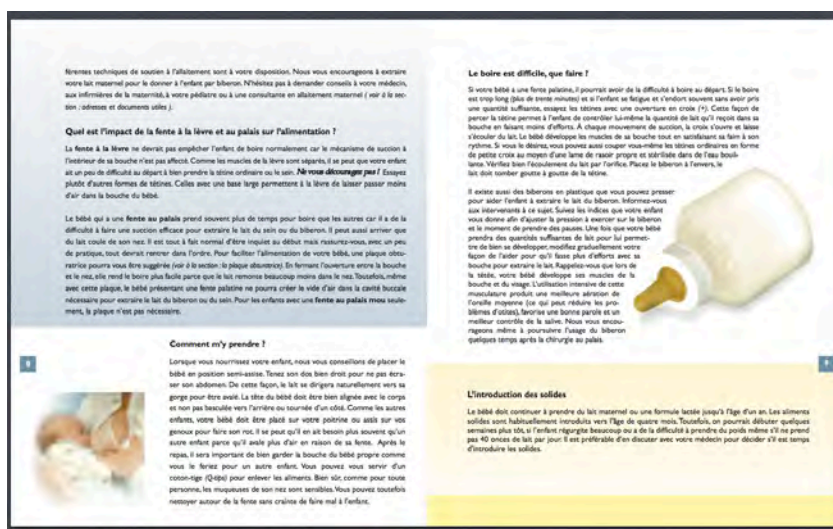 férentes techniques de soutien à l'allaitement sont à votre disposition. Nous vous encourageons à extraire
votre lait maternel pour le donner à l'enfant par biberon. N'hésitez pas à demander conseils à votre médecin,
aux infirmières de la maternité, à votre pédiatre ou à une consultante en allaitement maternel ( voir à la sec-
tion : adresses et documents utiles ).
Quel est l'impact de la fente à la lèvre et au palais sur l'alimentation ?
La fente à la lèvre ne devrait pas empêcher l'enfant de boire normalement car le mécanisme de succion à
l'intérieur de sa bouche n'est pas affecté. Comme les muscles de la lèvre sont séparés, il se peut que votre enfant
ait un peu de difficulté au départ à bien prendre la tétine ordinaire ou le sein. Ne vous découragez pas ! Essayez
plutôt d'autres formes de tétines. Celles avec une base large permettent à la lèvre de laisser passer moins
d'air dans la bouche du bébé.
Le bébé qui a une fente au palais prend souvent plus de temps pour boire que les autres car il a de la
difficulté à faire une succion efficace pour extraire le lait du sein ou du biberon. Il peut aussi arriver que
du lait coule de son nez. Il est tout à fait normal d'être inquiet au début mais rassurez-vous, avec un peu
de pratique, tout devrait rentrer dans l'ordre. Pour faciliter l'alimentation de votre bébé, une plaque obtu-
ratrice pourra vous être suggérée (voir à la section : la plaque obturatrice). En fermant l'ouverture entre la bouche
et le nez, elle rend le boire plus facile parce que le lait remonte beaucoup moins dans le nez. Toutefois, même
avec cette plaque, le bébé présentant une fente palatine ne pourra créer le vide d'air dans la cavité buccale
nécessaire pour extraire le lait du biberon ou du sein. Pour les enfants avec une fente au palais mou seule-
ment, la plaque n'est pas nécessaire.
Comment m'y prendre ?
Lorsque vous nourrissez votre enfant, nous vous conseillons de placer le
bébé en position semi-assise. Tenez son dos bien droit pour ne pas écra-
ser son abdomen. De cette façon, le lait se dirigera naturellement vers sa
gorge pour être avalé. La tête du bébé doit être bien alignée avec le corps
et non pas basculée vers l'arrière ou tournée d'un côté. Comme les autres
enfants, votre bébé doit être placé sur votre poitrine ou assis sur vos
genoux pour faire son rot. Il se peut qu'il en ait besoin plus souvent qu'un
autre enfant parce qu'il avale plus d'air en raison de sa fente. Après le
repas, il sera important de bien garder la bouche du bébé propre comme
vous le feriez pour un autre enfant. Vous pouvez vous servir d'un
coton-tige (Q-tips) pour enlever les aliments. Bien sûr, comme pour toute
personne, les muqueuses de son nez sont sensibles. Vous pouvez toutefois
nettoyer autour de la fente sans crainte de faire mal à l'enfant.
8
Le boire est difficile, que faire ?
Si votre bébé a une fente palatine, il pourrait avoir de la difficulté à boire au départ. Si le boire
est trop long (plus de trente minutes) et si l'enfant se fatigue et s'endort souvent sans avoir pris
une quantité suffisante, essayez les tétines avec une ouverture en croix (+). Cette façon de
percer la tétine permet à l'enfant de contrôler lui-même la quantité de lait qu'il reçoit dans sa
bouche en faisant moins d'efforts. À chaque mouvement de succion, la croix s'ouvre et laisse
s'écouler du lait. Le bébé développe les muscles de sa bouche tout en satisfaisant sa faim à son
rythme. Si vous le désirez, vous pouvez aussi couper vous-même les tétines ordinaires en forme
de petite croix au moyen d'une lame de rasoir propre et stérilisée dans de l'eau bouil-
lante. Vérifiez bien l'écoulement du lait par l'orifice. Placez le biberon à l'envers, le
lait doit tomber goutte à goutte de la tétine.
Il existe aussi des biberons en plastique que vous pouvez presser
pour aider l'enfant à extraire le lait du biberon. Informez-vous
aux intervenants à ce sujet. Suivez les indices que votre enfant
vous donne afin d'ajuster la pression à exercer sur le biberon
et le moment de prendre des pauses. Une fois que votre bébé
prendra des quantités suffisantes de lait pour lui permet-
tre de bien se développer, modifiez graduellement votre
façon de l'aider pour qu'il fasse plus d'efforts avec sa
bouche pour extraire le lait. Rappelez-vous que lors de
la tétée, votre bébé développe ses muscles de la
bouche et du visage. L'utilisation intensive de cette
musculature produit une meilleure aération de
l'oreille moyenne (ce qui peut réduire les pro-
blèmes d'otites), favorise une bonne parole et un
meilleur contrôle de la salive. Nous vous encou-
rageons même à poursuivre l'usage du biberon
quelques temps après la chirurgie au palais.
L'introduction des solides
Le bébé doit continuer à prendre du lait maternel ou une formule lactée jusqu'à l'âge d'un an. Les aliments
solides sont habituellement introduits vers l'âge de quatre mois. Toutefois, on pourrait débuter quelques
semaines plus tôt, si l'enfant régurgite beaucoup ou a de la difficulté à prendre du poids même s'il ne prend
pas 40 onces de lait par jour. Il est préférable d'en discuter avec votre médecin pour décider s'il est temps
d'introduire les solides.